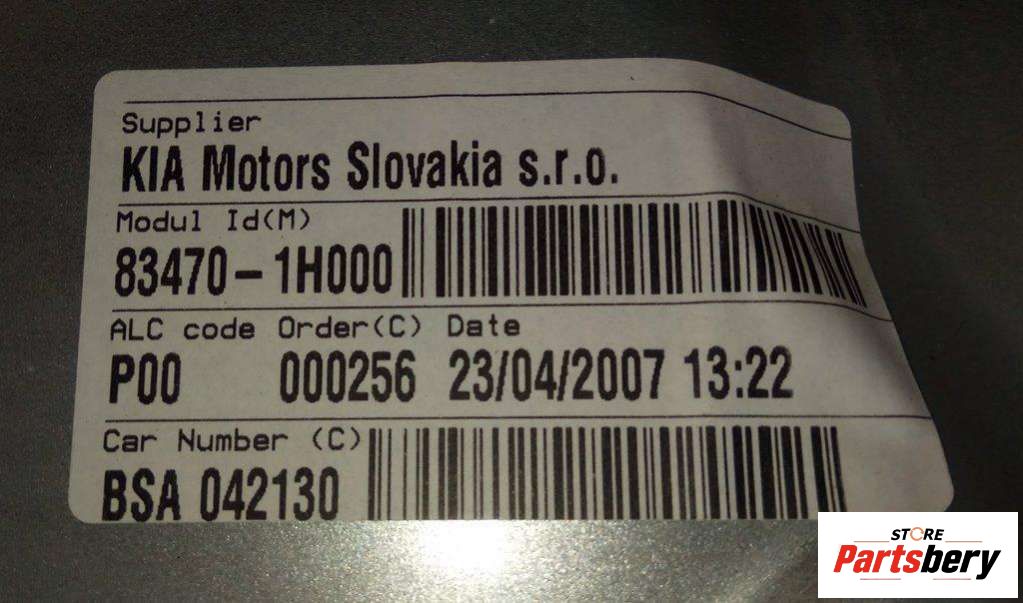 Supplier
KIA Motors Slovakia s.r.o.
Modul Id(M)
83470-1H000
ALC code Order(C) Date
P00 000256 23/04/2007 13:22
Car Number (C)
BSA 042130
STORE
Partsbery